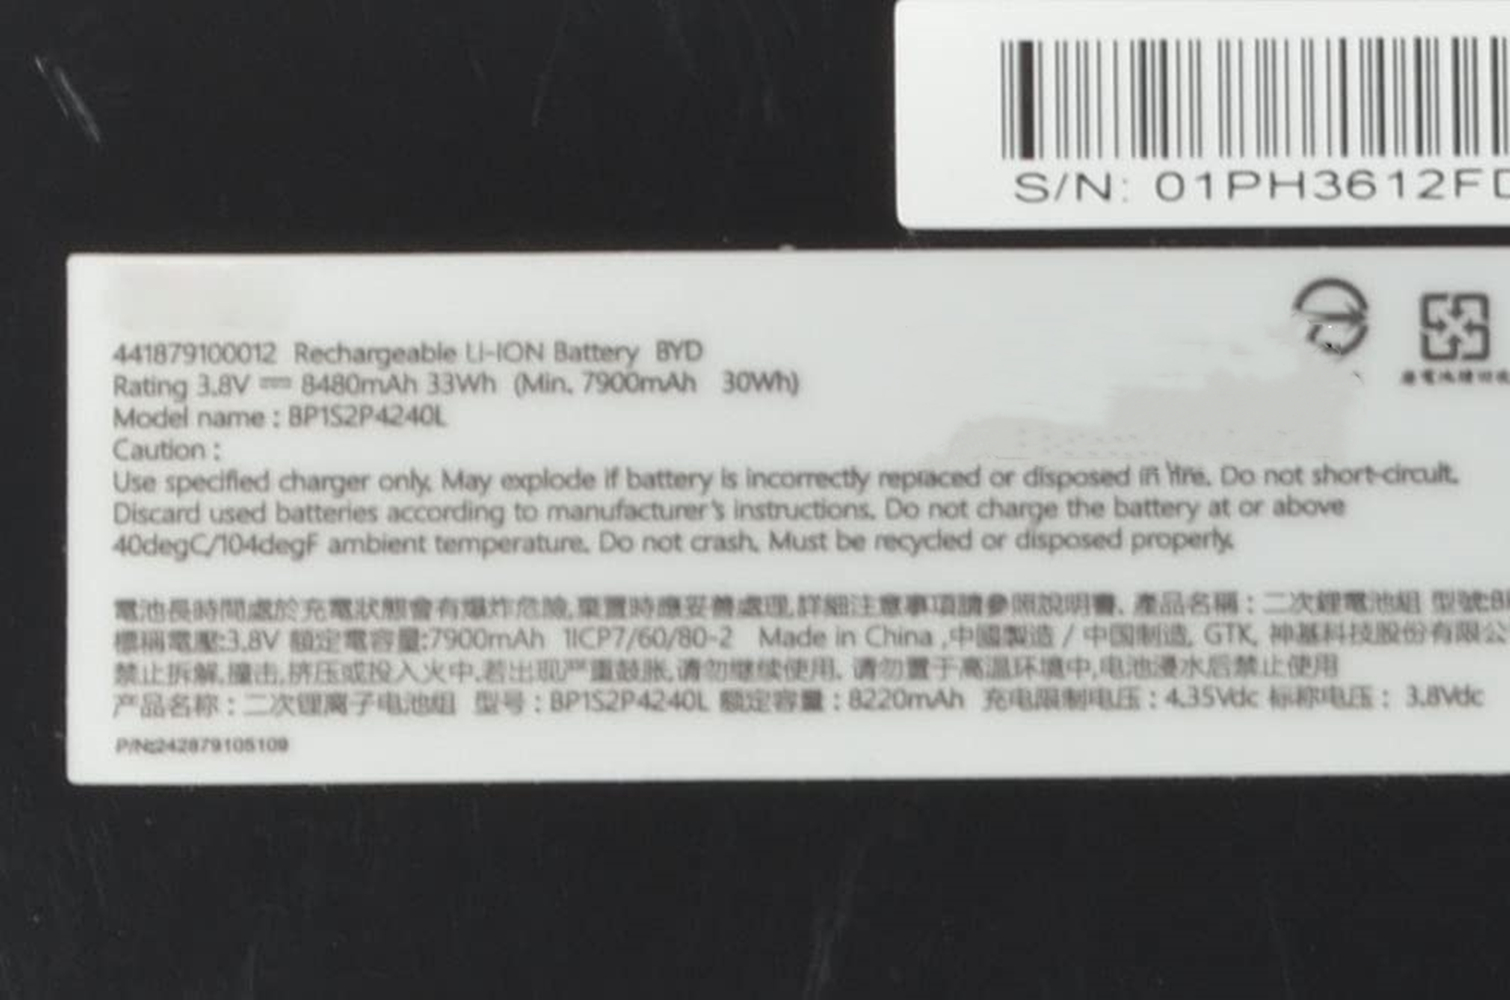 S/N: 01PH3612F
441879100012 Rechargeable LI-ION Battery BYD
Rating 3.8V ⎓ 8480mAh 33Wh (Min. 7900mAh 30Wh)
Model name : BP1S2P4240L
Caution :
Use specified charger only. May explode if battery is incorrectly replaced or disposed in fire. Do not short-circuit.
Discard used batteries according to manufacturer's instructions. Do not charge the battery at or above
40degC/104degF ambient temperature. Do not crash. Must be recycled or disposed properly.
電池長時間處於充電狀態會有爆炸危險,棄置時應妥善處理,詳細注意事項請參照說明書、產品名稱 : 二次鋰電池組 型號:
標稱電壓:3.8V 額定電容量:7900mAh 1ICP7/60/80-2 Made in China ,中國製造 / 中国制造, GTK, 神基科技股份有限公
禁止拆解,撞击,挤压或投入火中,若出现严重鼓胀,请勿继续使用. 请勿置于高温环境中,电池浸水后禁止使用
产品名称 : 二次锂离子电池组 型号 : BP1S2P4240L 额定容量 : 8220mAh 充电限制电压 : 4.35Vdc 标称电压 : 3.8Vdc
P/N:242879105109